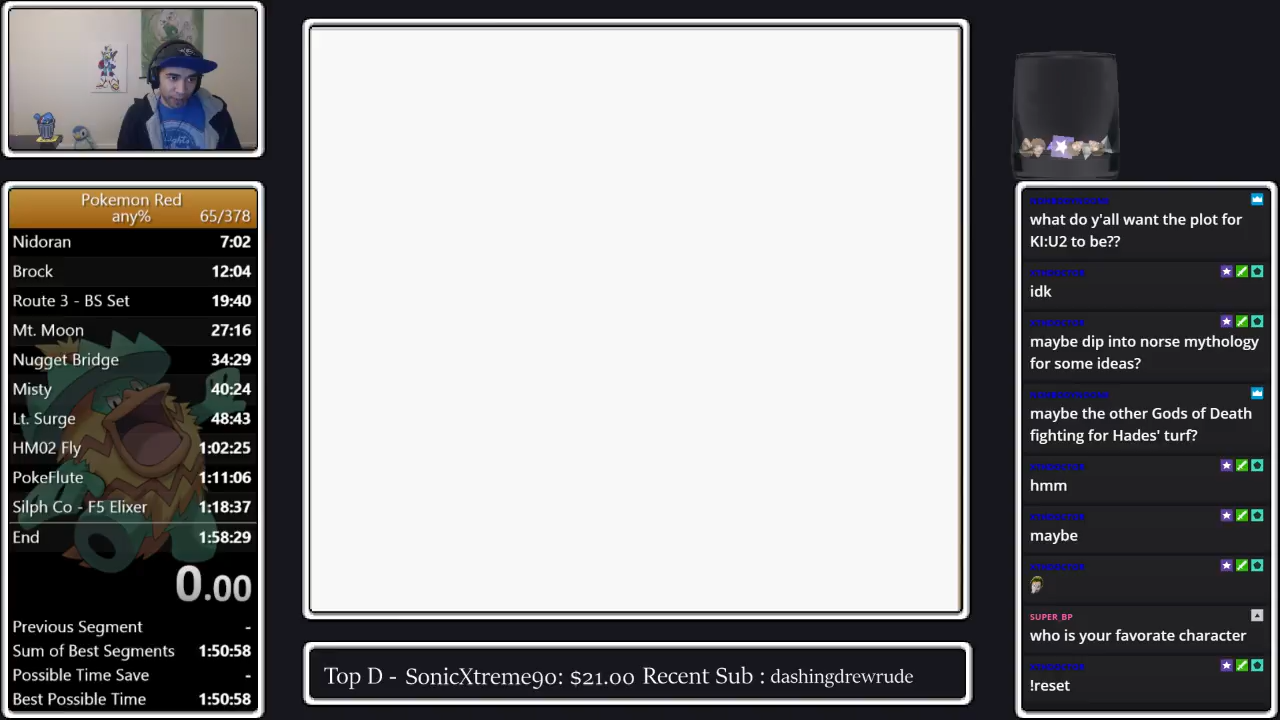 Pokemon Red
any% 65/378
Nidoran 7:02
Brock 12:04
Route 3 - BS Set 19:40
Mt. Moon 27:16
Nugget Bridge 34:29
Misty 40:24
Lt. Surge 48:43
HM02 Fly 1:02:25
PokeFlute 1:11:06
Silph Co - F5 Elixer 1:18:37
End 1:58:29
0.00
Previous Segment -
Sum of Best Segments 1:50:58
Possible Time Save -
Best Possible Time 1:50:58
Top D - SonicXtreme90: $21.00 Recent Sub : dashingdrewrude
what do y'all want the plot for
KI:U2 to be??
idk
maybe dip into norse mythology
for some ideas?
maybe the other Gods of Death
fighting for Hades' turf?
hmm
maybe
SUPER_BP
who is your favorate character
!reset